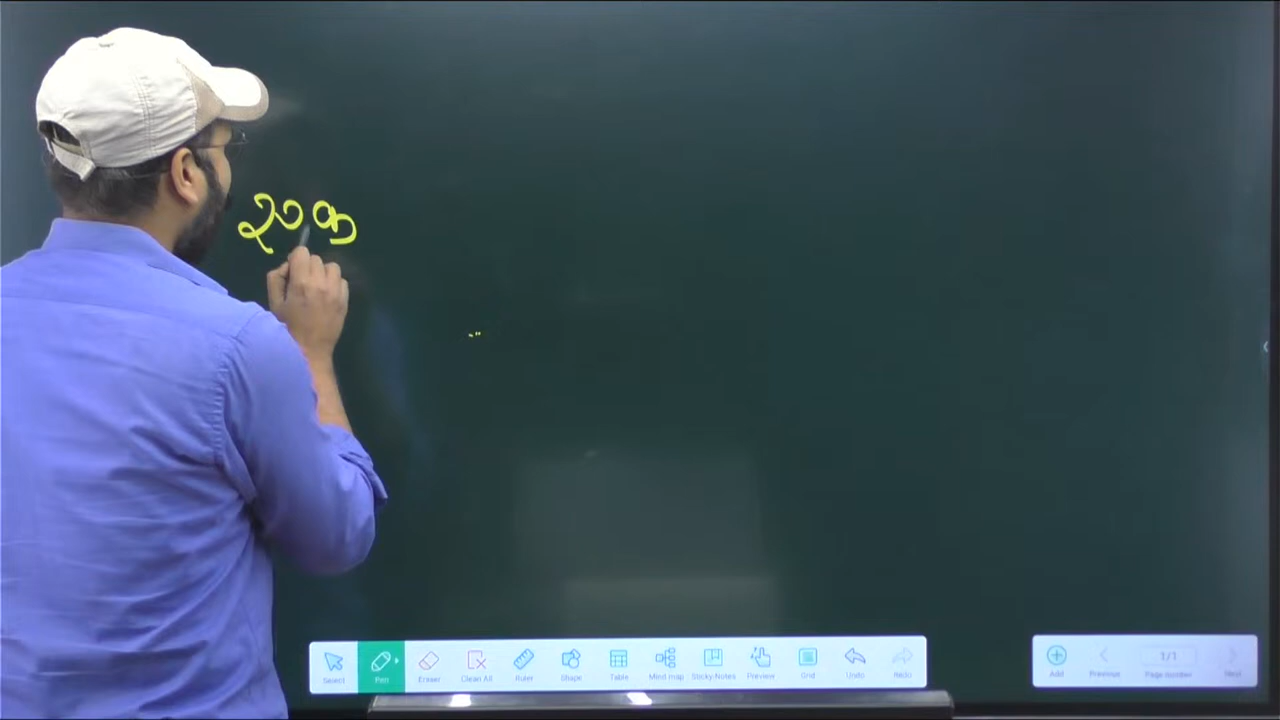 Select Pen Eraser Clean All Ruler Shape Table Mind map Sticky Notes Preview Grid Undo Redo
Add Previous 1/1 Page number Next